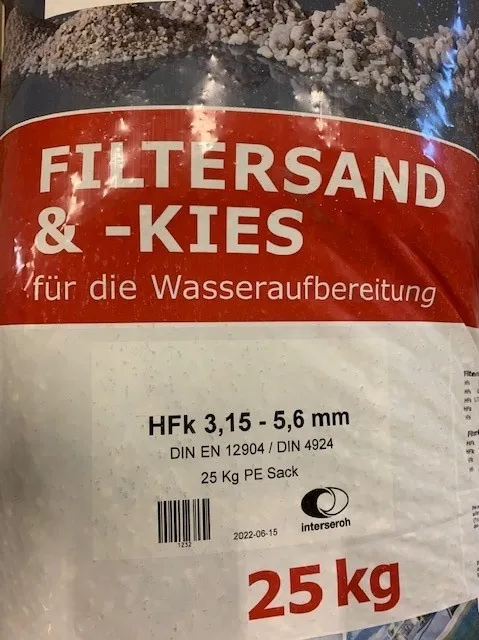 FILTERSAND
& -KIES
für die Wasseraufbereitung
HFk 3,15 - 5,6 mm
DIN EN 12904 / DIN 4924
25 Kg PE Sack
1252
2022-06-15
interseroh
25 kg